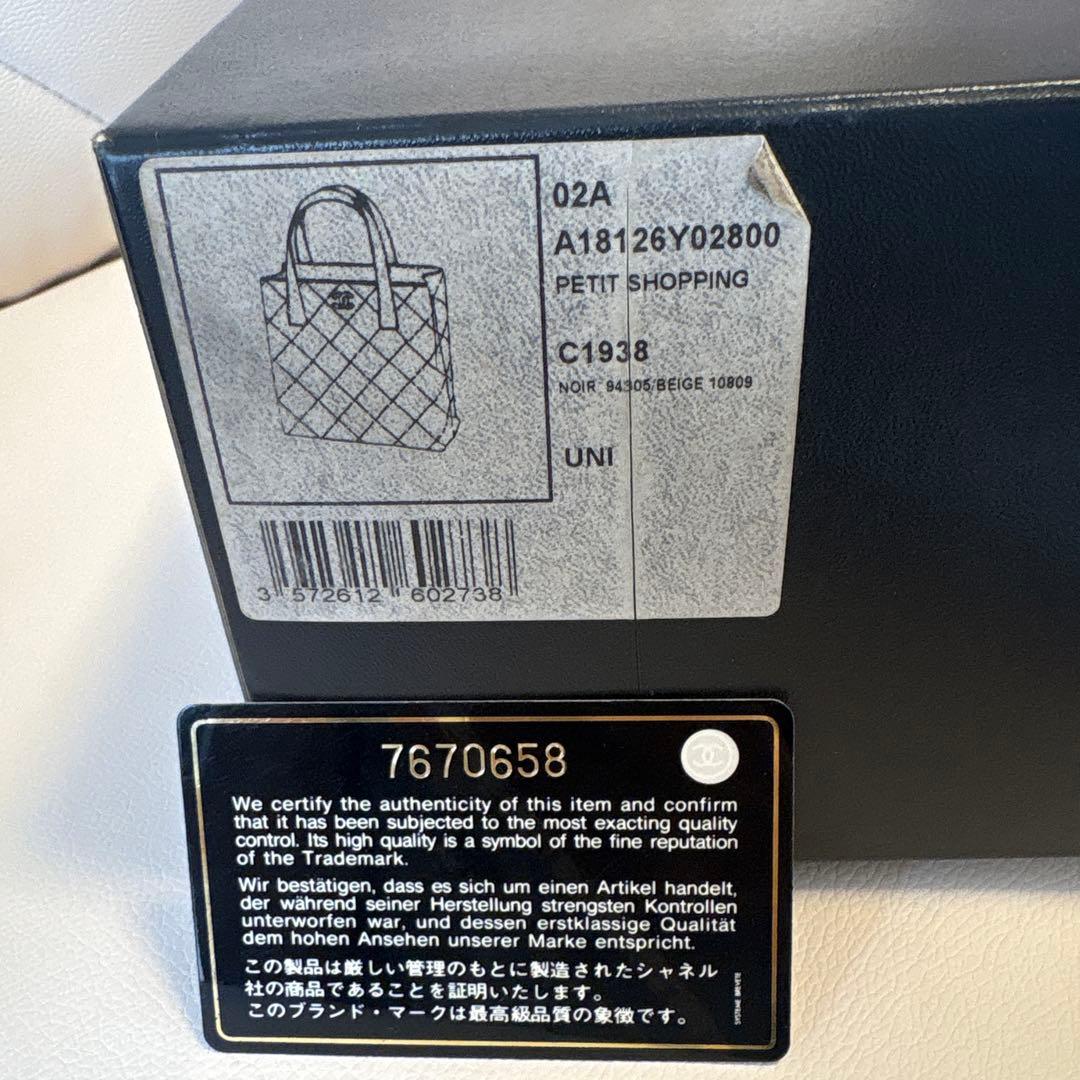 02A
A18126Y02800
PETIT SHOPPING
C1938
NOIR 94305/BEIGE 10809
UNI
3 572612 602738
7670658
We certify the authenticity of this item and confirm
that it has been subjected to the most exacting quality
control. Its high quality is a symbol of the fine reputation
of the Trademark.
Wir bestätigen, dass es sich um einen Artikel handelt,
der während seiner Herstellung strengsten Kontrollen
unterworfen war, und dessen erstklassige Qualität
dem hohen Ansehen unserer Marke entspricht.
この製品は厳しい管理のもとに製造されたシャネル
社の商品であることを証明いたします。
このブランド・マークは最高級品質の象徴です。
SYSTEME BREVETE